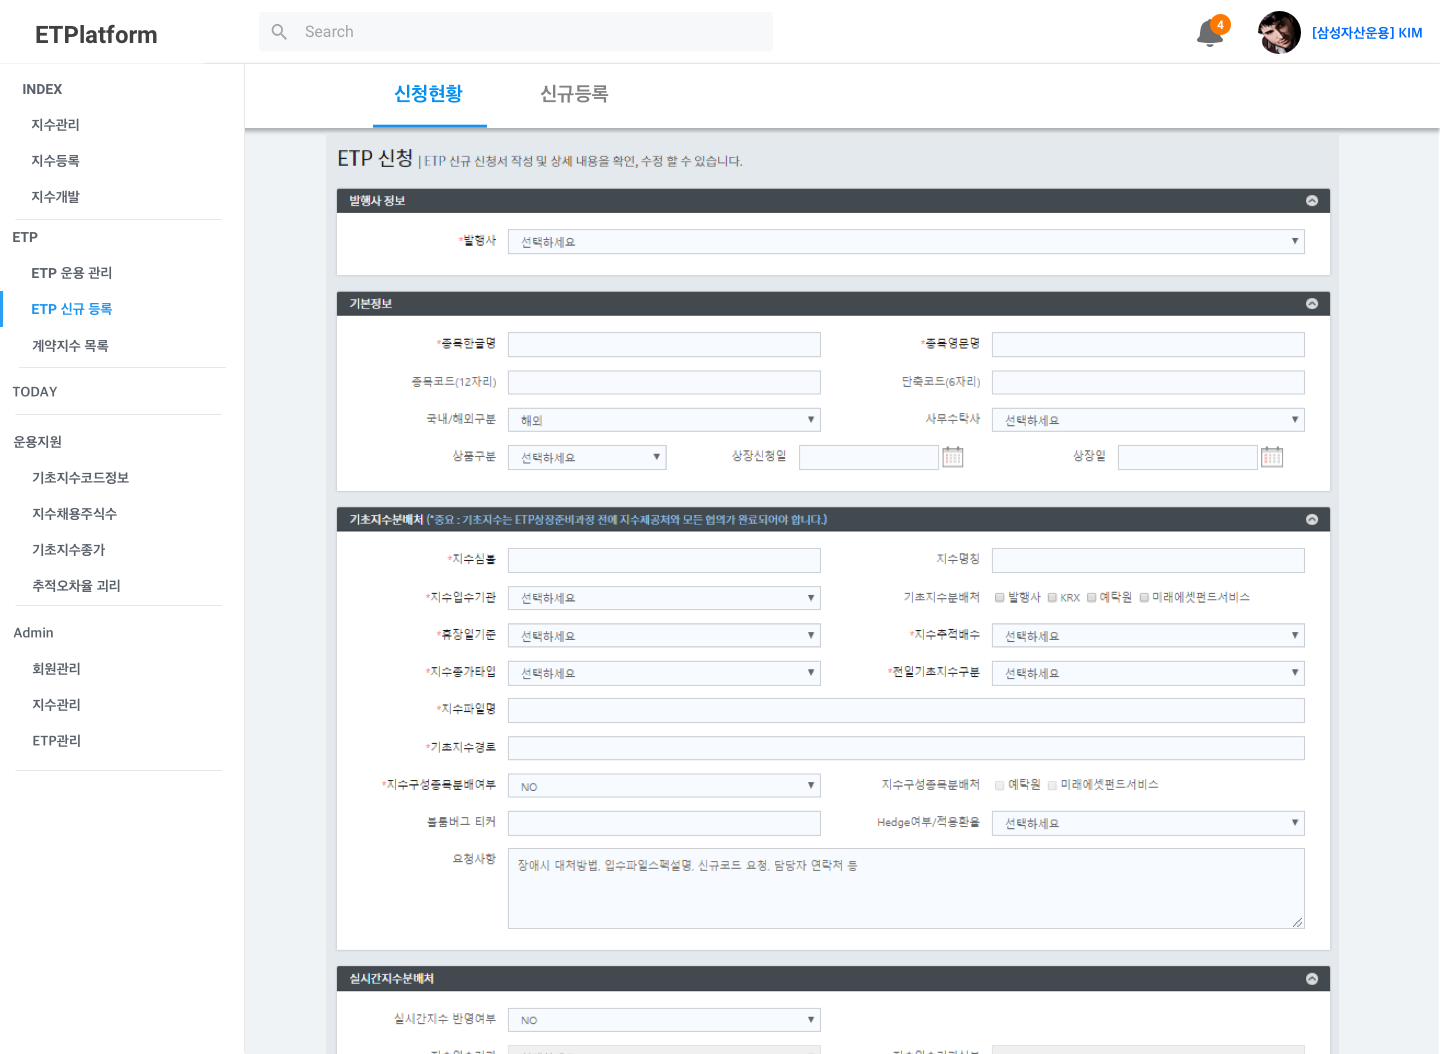 ETPlatform
Search
4
[삼성자산운용] KIM
INDEX
지수관리
지수등록
지수개발
ETP
ETP 운용 관리
ETP 신규 등록
계약지수 목록
TODAY
운용지원
기초지수코드정보
지수채용주식수
기초지수종가
추적오차율 괴리
Admin
회원관리
지수관리
ETP관리
신청현황 신규등록
ETP 신청 | ETP 신규 신청서 작성 및 상세 내용을 확인, 수정 할 수 있습니다.
발행사 정보
*발행사 선택하세요
기본정보
*종목한글명 *종목영문명
종목코드(12자리) 단축코드(6자리)
국내/해외구분 해외 사무수탁사 선택하세요
상품구분 선택하세요 상장신청일 상장일
기초지수분배처 (*중요 : 기초지수는 ETP상장준비과정 전에 지수제공처와 모든 협의가 완료되어야 합니다.)
*지수심볼 지수명칭
*지수입수기관 선택하세요 기초지수분배처 발행사 KRX 예탁원 미래에셋펀드서비스
*휴장일기준 선택하세요 *지수추적배수 선택하세요
*지수종가타입 선택하세요 *전일기초지수구분 선택하세요
*지수파일명
*기초지수경로
*지수구성종목분배여부 NO 지수구성종목분배처 예탁원 미래에셋펀드서비스
블룸버그 티커 Hedge여부/적용환율 선택하세요
요청사항 장애시 대처방법, 입수파일스펙설명, 신규코드 요청, 담당자 연락처 등
실시간지수분배처
실시간지수 반영여부 NO